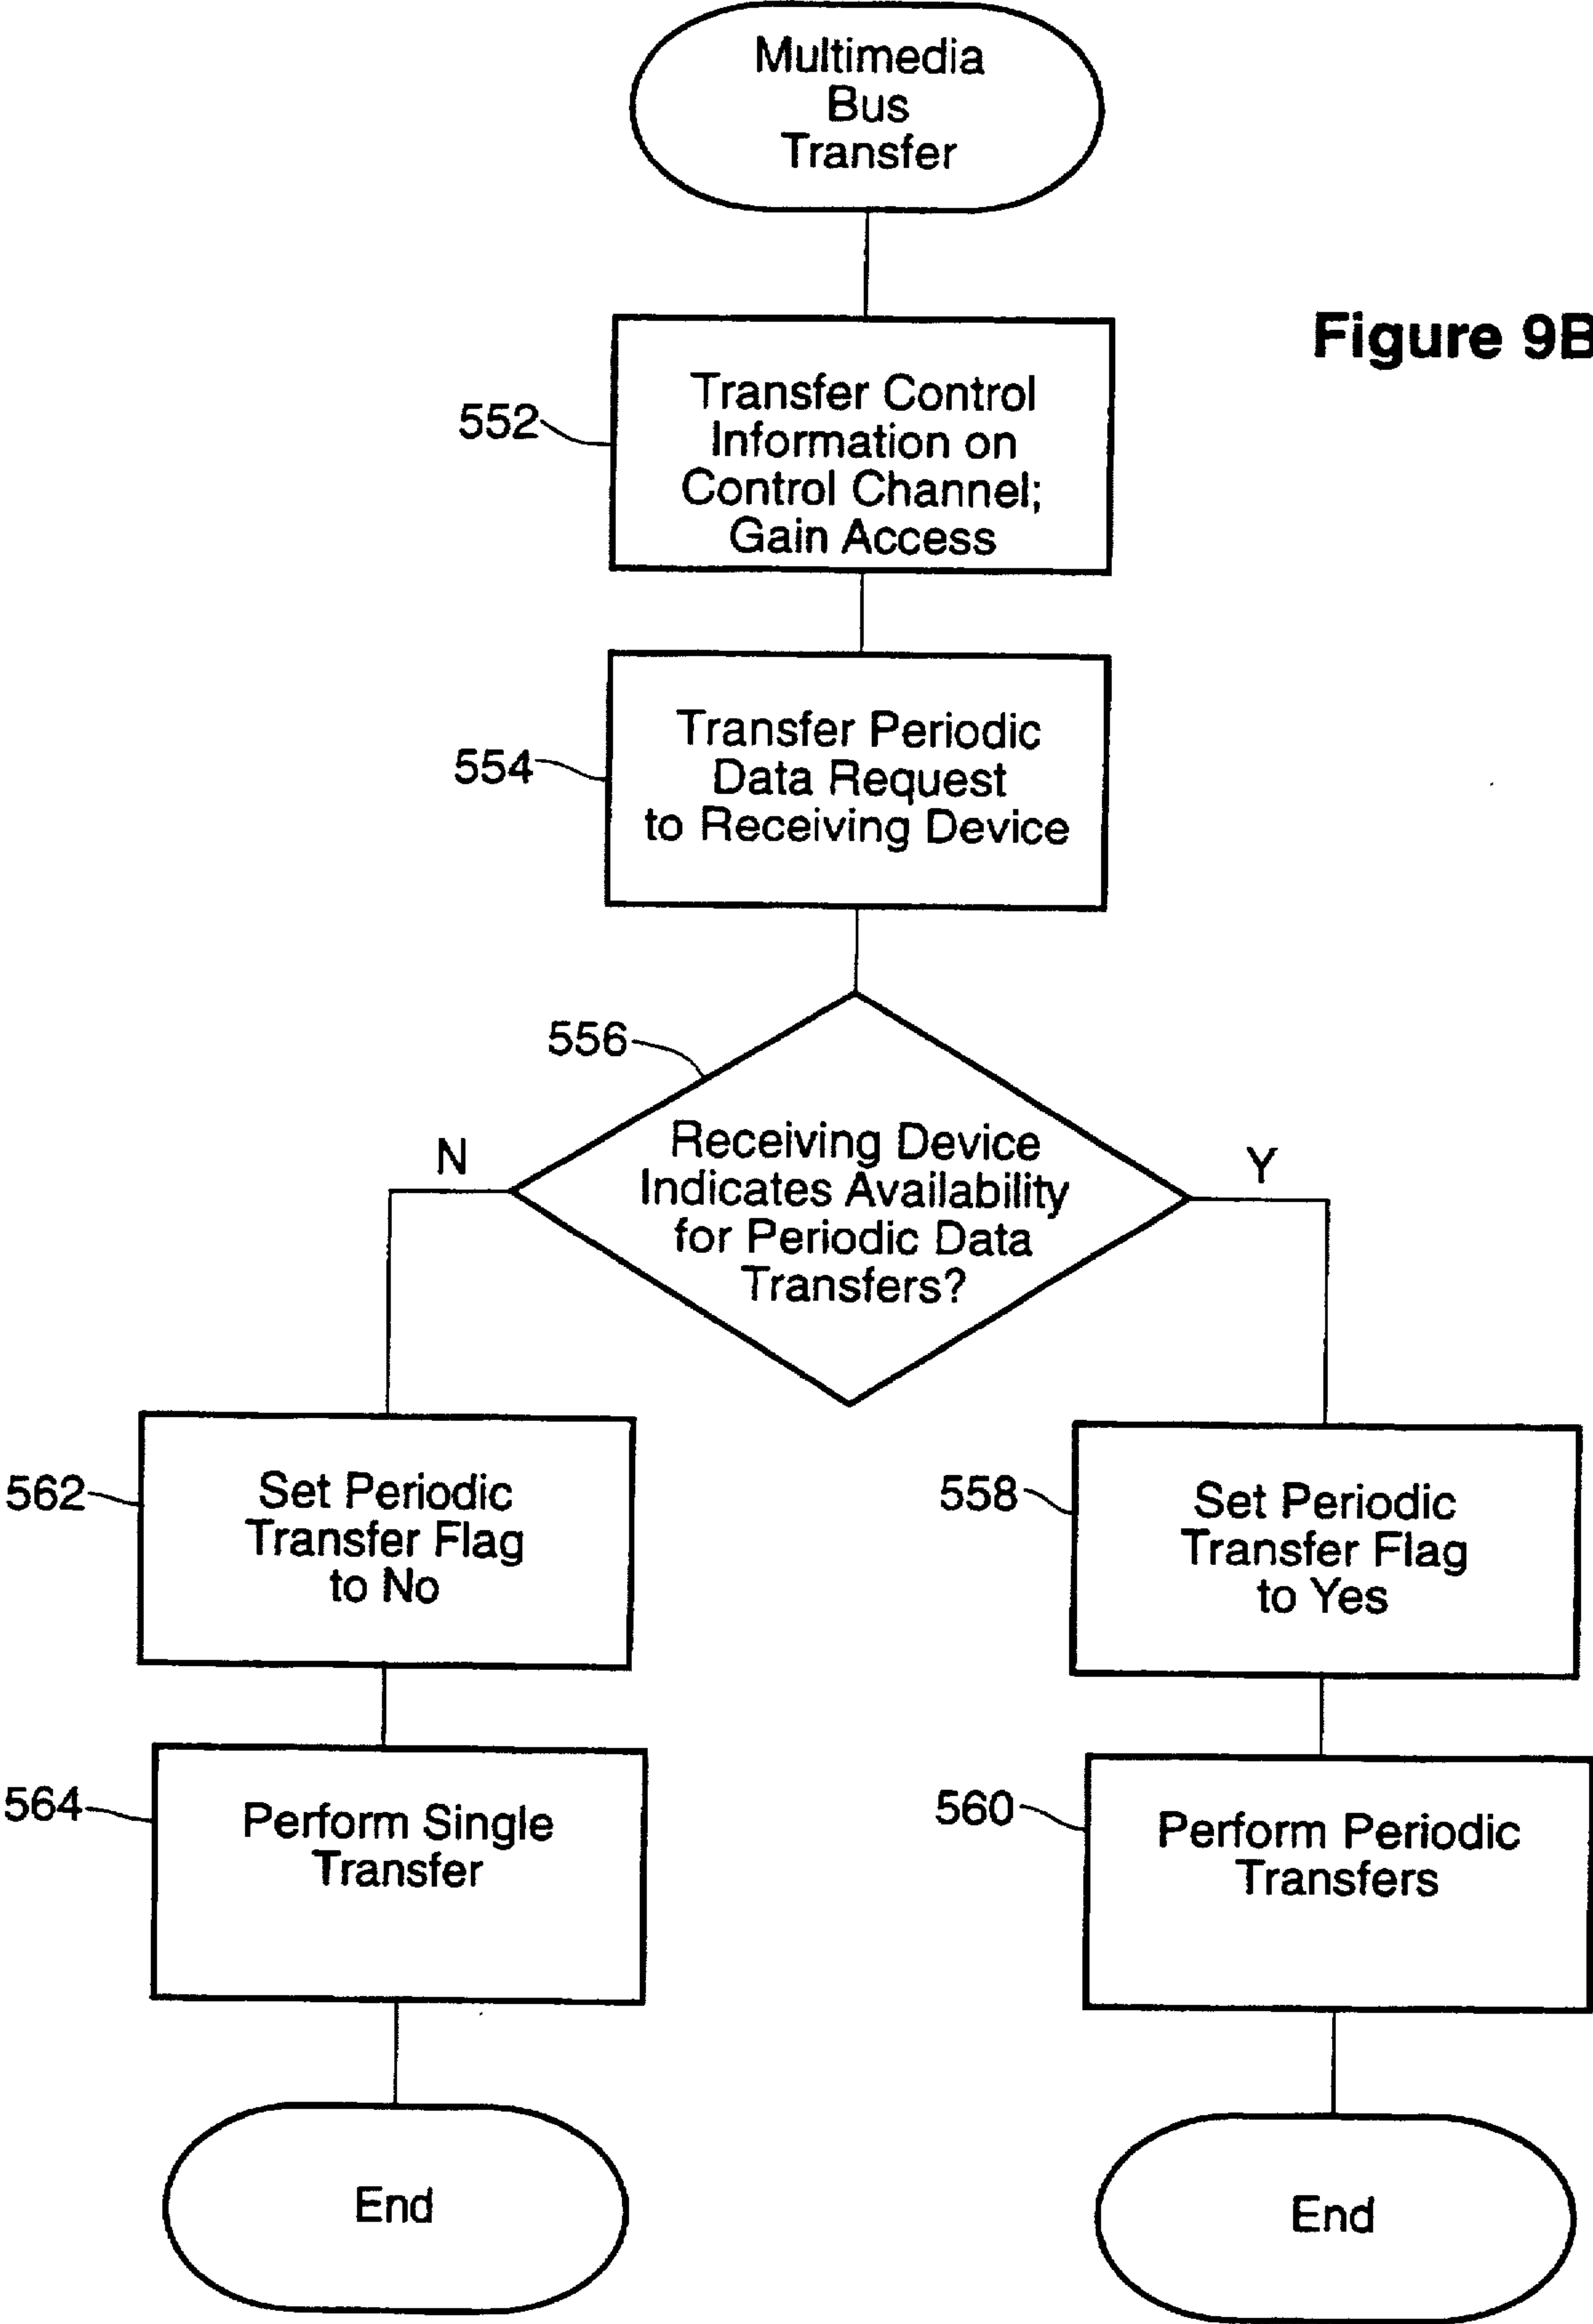 Multimedia
Bus
Transfer
Figure 9B
552
Transfer Control
Information on
Control Channel;
Gain Access
554
Transfer Periodic
Data Request
to Receiving Device
556
Receiving Device
Indicates Availability
for Periodic Data
Transfers?
N
Y
562
Set Periodic
Transfer Flag
to No
558
Set Periodic
Transfer Flag
to Yes
564
Perform Single
Transfer
560
Perform Periodic
Transfers
End
End